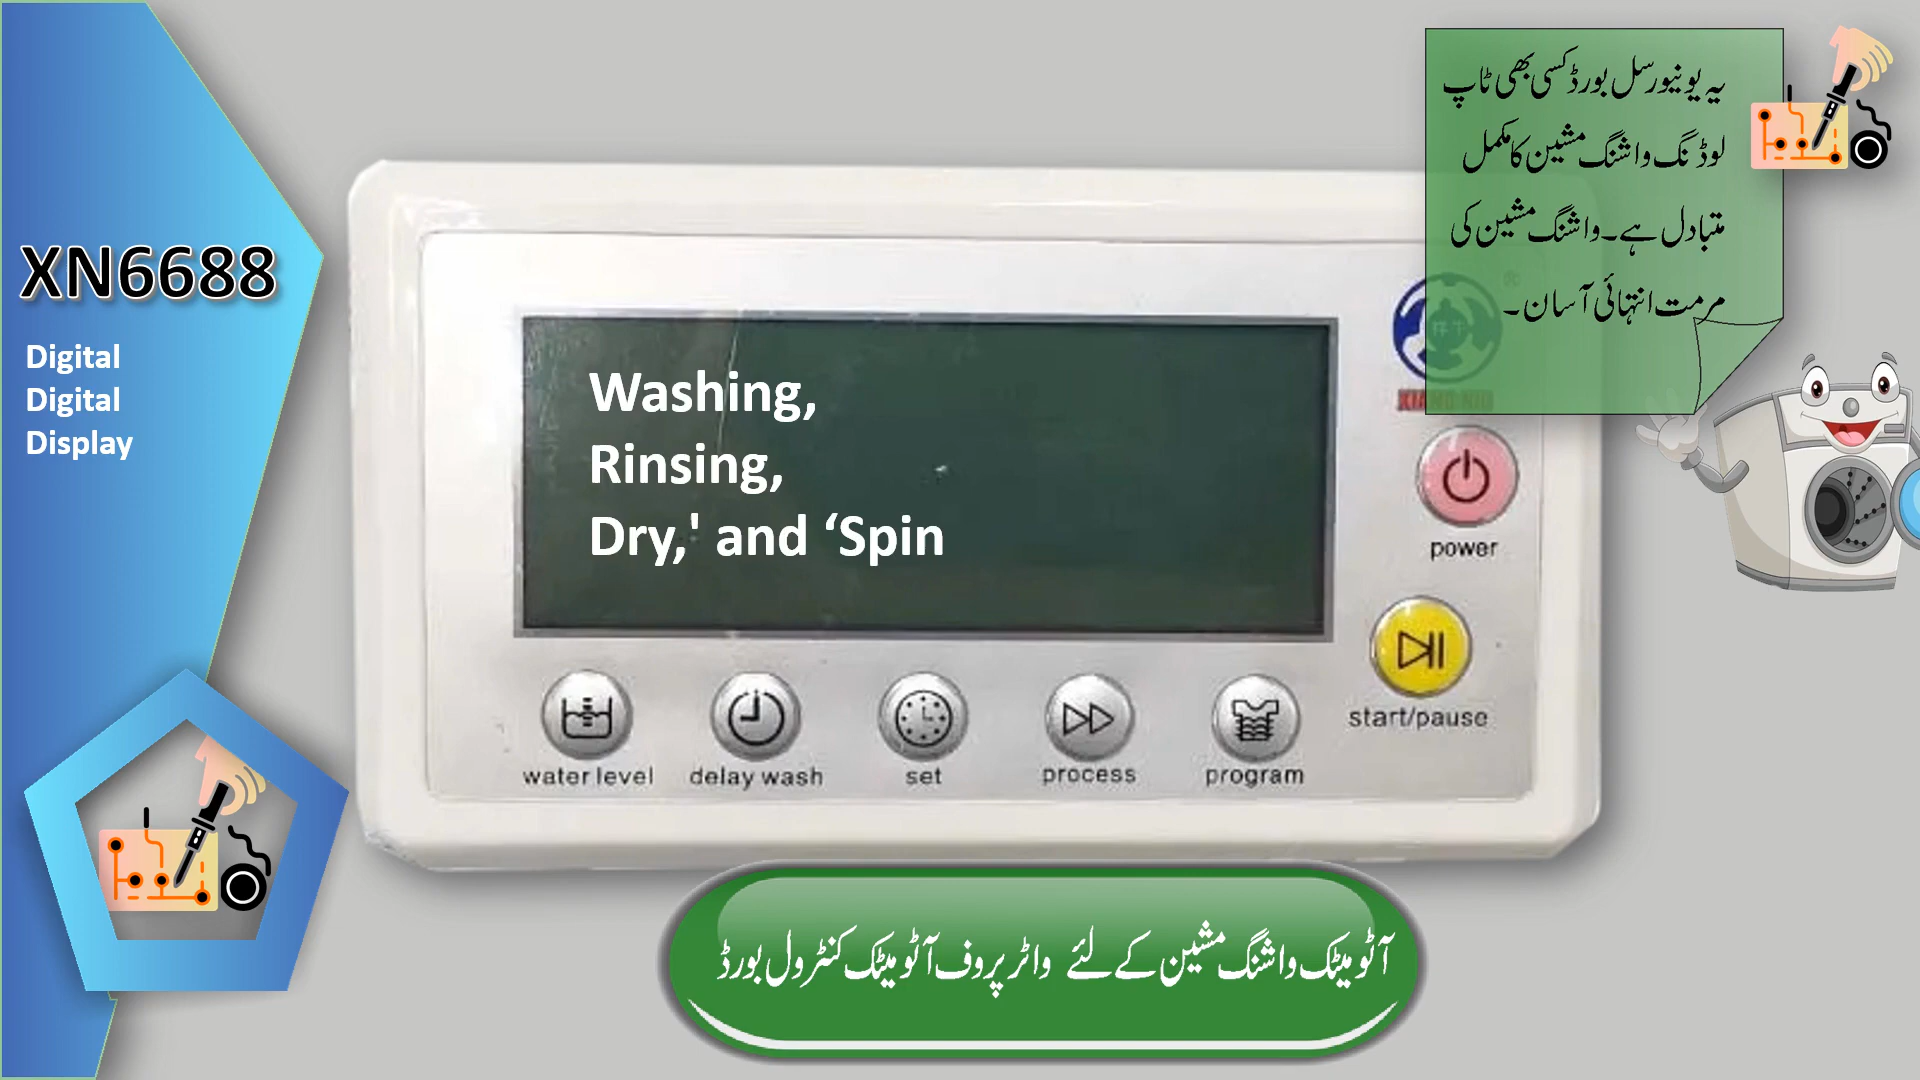 XN6688
Digital
Digital
Display
Washing,
Rinsing,
Dry,' and ‘Spin
یہ یونیورسل بورڈ کسی بھی ٹاپ
لوڈنگ واشنگ مشین کا مکمل
متبادل ہے۔ واشنگ مشین کی
مرمت انتہائی آسان۔
®
XIANG NIU
power
start/pause
water level
delay wash
set
process
program
آٹومیٹک واشنگ مشین کے لئے واٹر پروف آٹومیٹک کنٹرول بورڈ